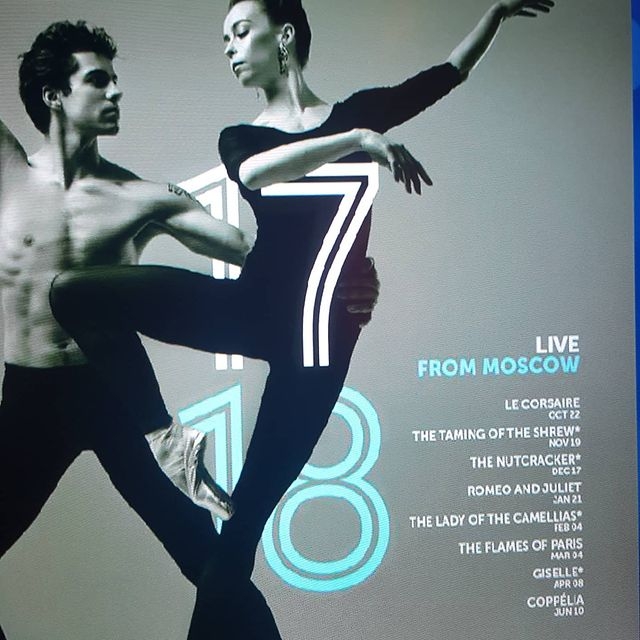 17
18
LIVE
FROM MOSCOW
LE CORSAIRE
OCT 22
THE TAMING OF THE SHREW*
NOV 19
THE NUTCRACKER*
DEC 17
ROMEO AND JULIET
JAN 21
THE LADY OF THE CAMELLIAS*
FEB 04
THE FLAMES OF PARIS
MAR 04
GISELLE*
APR 08
COPPÉLIA
JUN 10